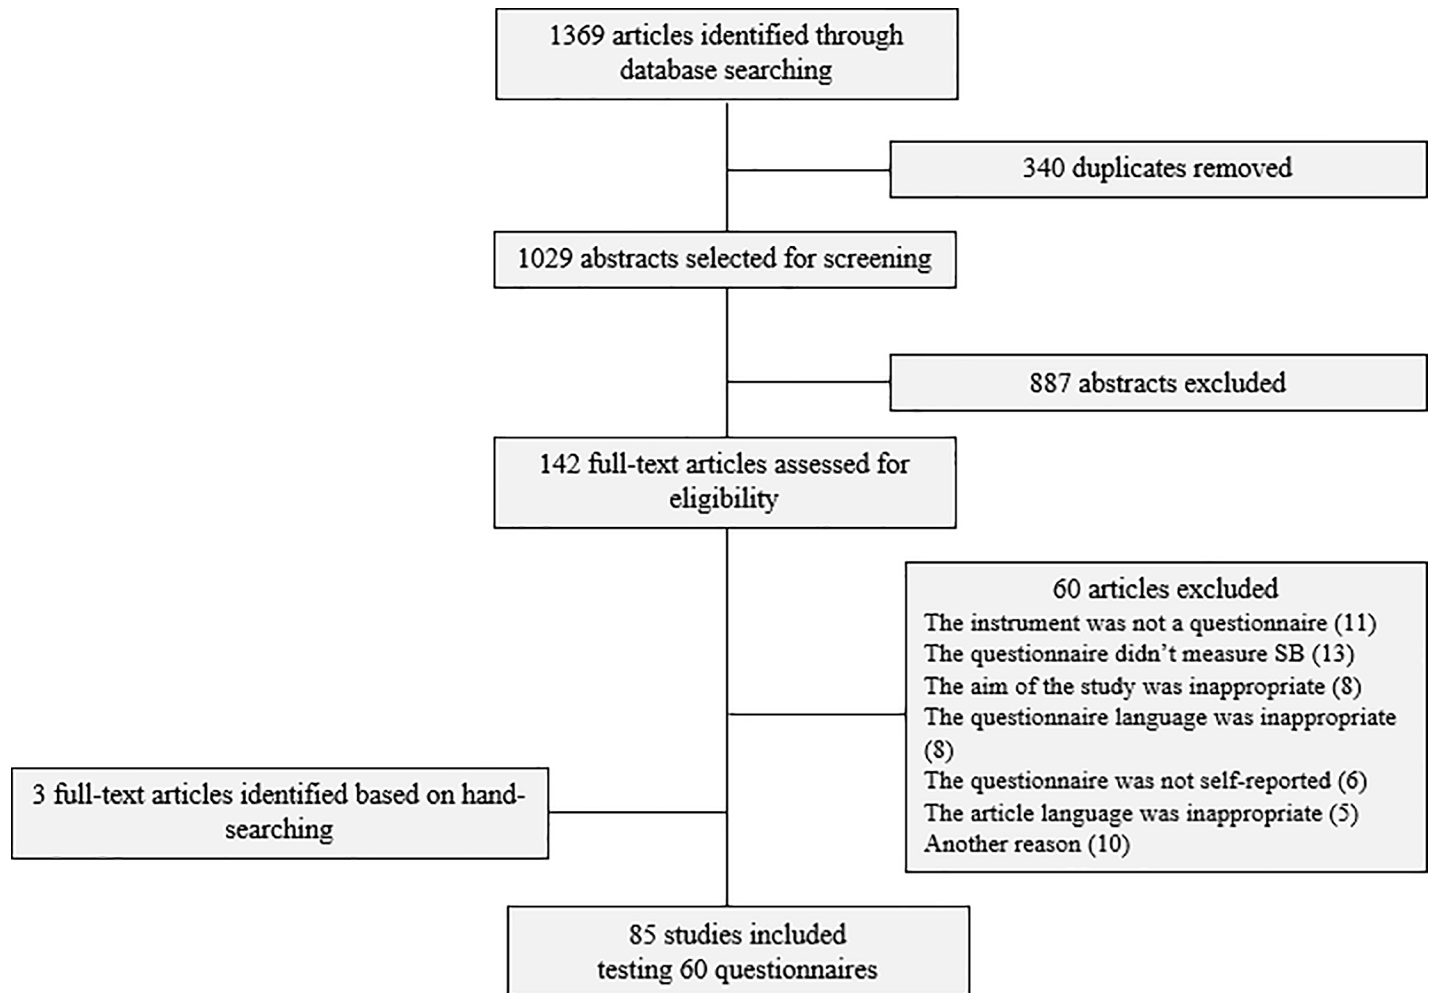 1369 articles identified through
database searching
340 duplicates removed
1029 abstracts selected for screening
887 abstracts excluded
142 full-text articles assessed for
eligibility
60 articles excluded
The instrument was not a questionnaire (11)
The questionnaire didn’t measure SB (13)
The aim of the study was inappropriate (8)
The questionnaire language was inappropriate
(8)
The questionnaire was not self-reported (6)
The article language was inappropriate (5)
Another reason (10)
3 full-text articles identified based on hand-
searching
85 studies included
testing 60 questionnaires